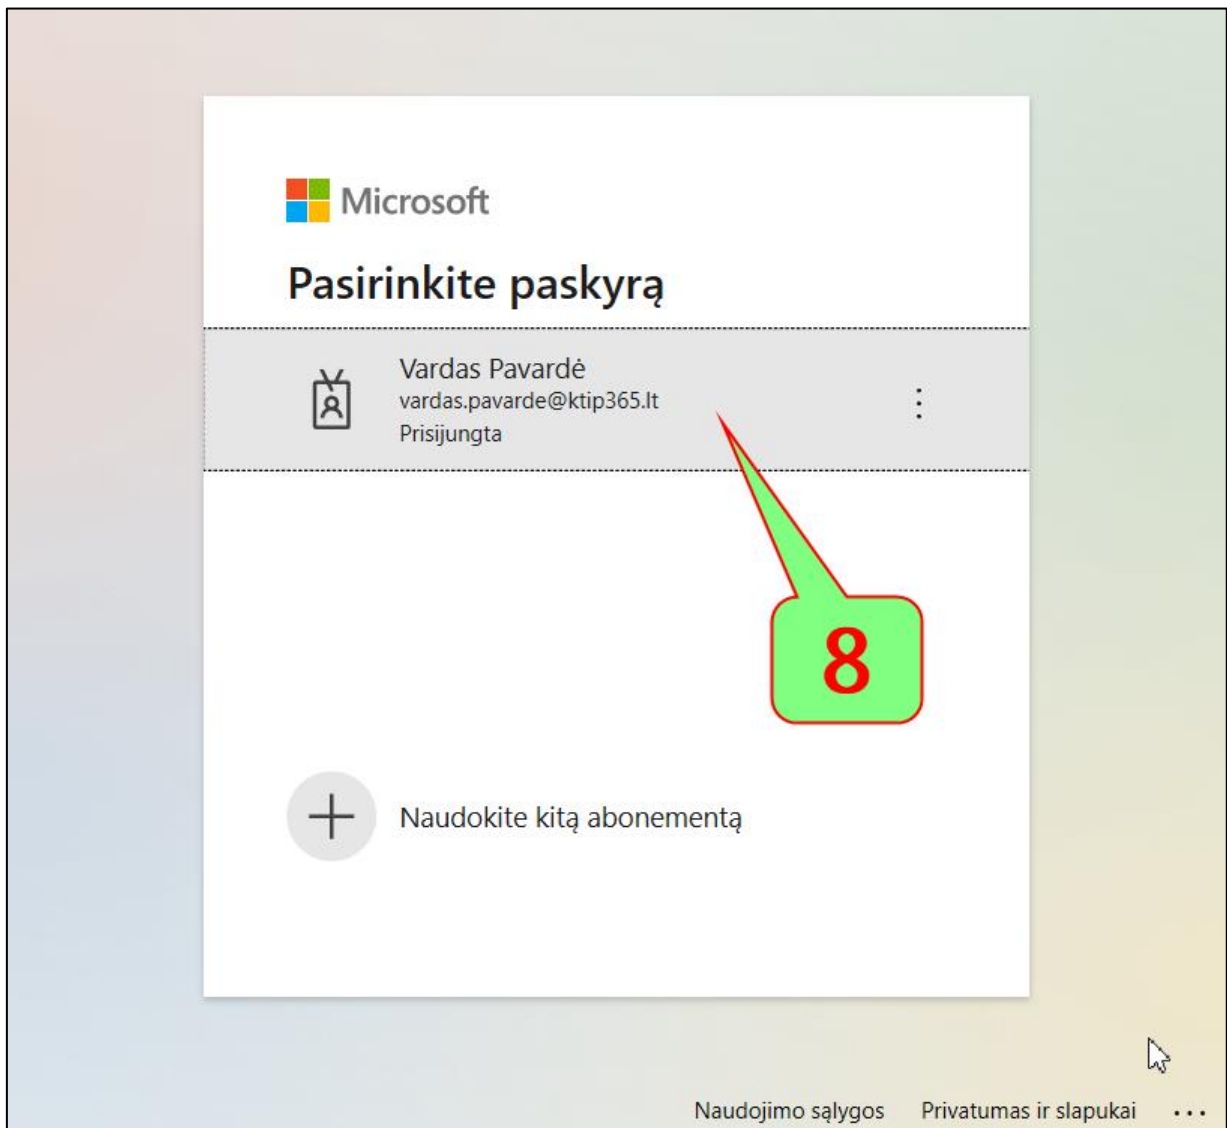 Microsoft
Pasirinkite paskyrą
Vardas Pavardė
vardas.pavarde@ktip365.lt
Prisijungta
8
Naudokite kitą abonementą
Naudojimo sąlygos Privatumas ir slapukai